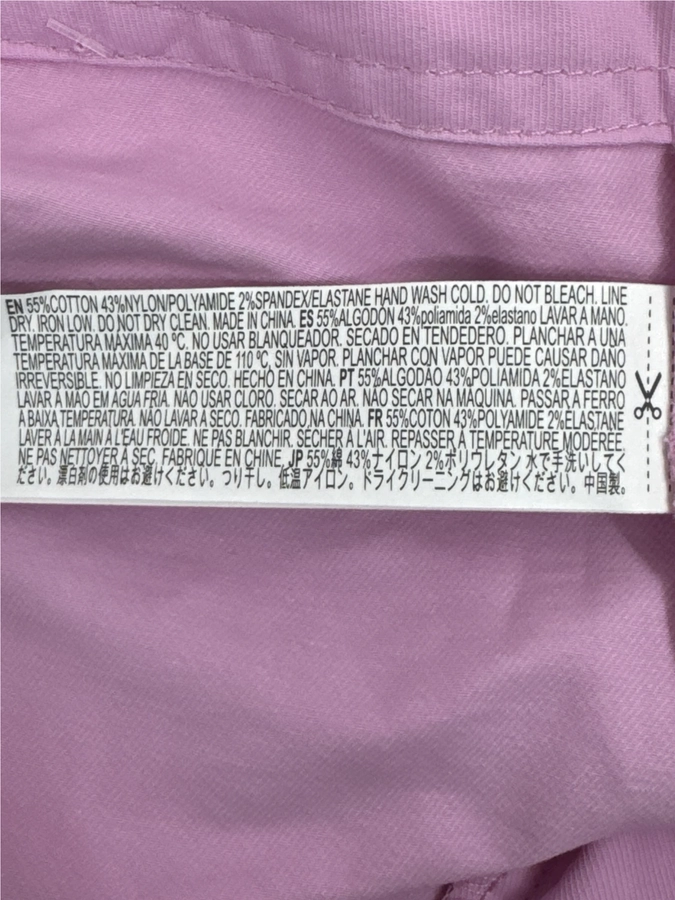 EN 55%COTTON 43%NYLON/POLYAMIDE 2%SPANDEX/ELASTANE HAND WASH COLD. DO NOT BLEACH. LINE
DRY. IRON LOW. DO NOT DRY CLEAN. MADE IN CHINA. ES 55%ALGODON 43%poliamida 2%elastano LAVAR A MANO.
TEMPERATURA MAXIMA 40 ºC. NO USAR BLANQUEADOR. SECADO EN TENDEDERO. PLANCHAR A UNA
TEMPERATURA MAXIMA DE LA BASE DE 110 ºC, SIN VAPOR. PLANCHAR CON VAPOR PUEDE CAUSAR DANO
IRREVERSIBLE. NO LIMPIEZA EN SECO. HECHO EN CHINA. PT 55%ALGODAO 43%POLIAMIDA 2%ELASTANO
LAVAR A MAO EM AGUA FRIA. NAO USAR CLORO. SECAR AO AR. NÃO SECAR NA MAQUINA. PASSAR A FERRO
A BAIXA TEMPERATURA. NÃO LAVAR A SECO. FABRICADO NA CHINA. FR 55%COTON 43%POLYAMIDE 2%ELASTANE
LAVER A LA MAIN A L'EAU FROIDE. NE PAS BLANCHIR. SECHER A L'AIR. REPASSER A TEMPERATURE MODEREE
NE PAS NETTOYER A SEC. FABRIQUE EN CHINE. JP 55%綿 43%ナイロン 2%ポリウレタン 水で手洗いしてく
ださい。漂白剤の使用はお避けください。つり干し。低温アイロン。ドライクリーニングはお避けください。中国製。